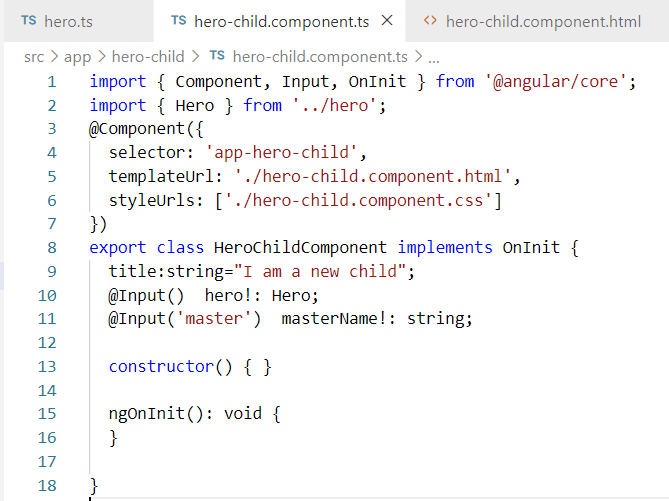 TS hero.ts TS hero-child.component.ts × <> hero-child.component.html
src > app > hero-child > TS hero-child.component.ts > ...
1 import { Component, Input, OnInit } from '@angular/core';
2 import { Hero } from '../hero';
3 @Component({
4 selector: 'app-hero-child',
5 templateUrl: './hero-child.component.html',
6 styleUrls: ['./hero-child.component.css']
7 })
8 export class HeroChildComponent implements OnInit {
9 title:string="I am a new child";
10 @Input()  hero!: Hero;
11 @Input('master')  masterName!: string;
12
13 constructor() { }
14
15 ngOnInit(): void {
16 }
17
18 }